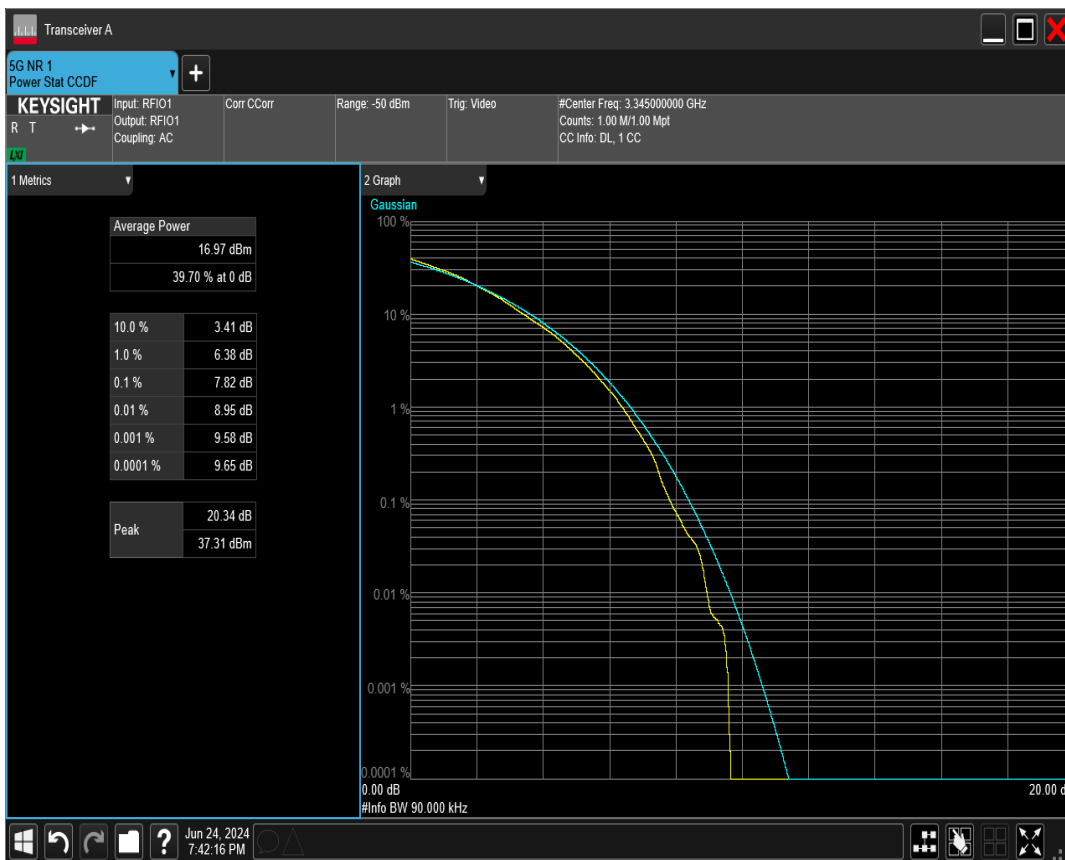 Transceiver A
5G NR 1
Power Stat CCDF
KEYSIGHT
R T
LXI
Input: RFIO1
Output: RFIO1
Coupling: AC
Corr CCorr
Range: -50 dBm
Trig: Video
#Center Freq: 3.345000000 GHz
Counts: 1.00 M/1.00 Mpt
CC Info: DL, 1 CC
1 Metrics
Average Power
16.97 dBm
39.70 % at 0 dB
10.0 % 3.41 dB
1.0 % 6.38 dB
0.1 % 7.82 dB
0.01 % 8.95 dB
0.001 % 9.58 dB
0.0001 % 9.65 dB
Peak
20.34 dB
37.31 dBm
2 Graph
Gaussian
100 %
10 %
1 %
0.1 %
0.01 %
0.001 %
0.0001 %
0.00 dB 20.00 d
#Info BW 90.000 kHz
? Jun 24, 2024
7:42:16 PM